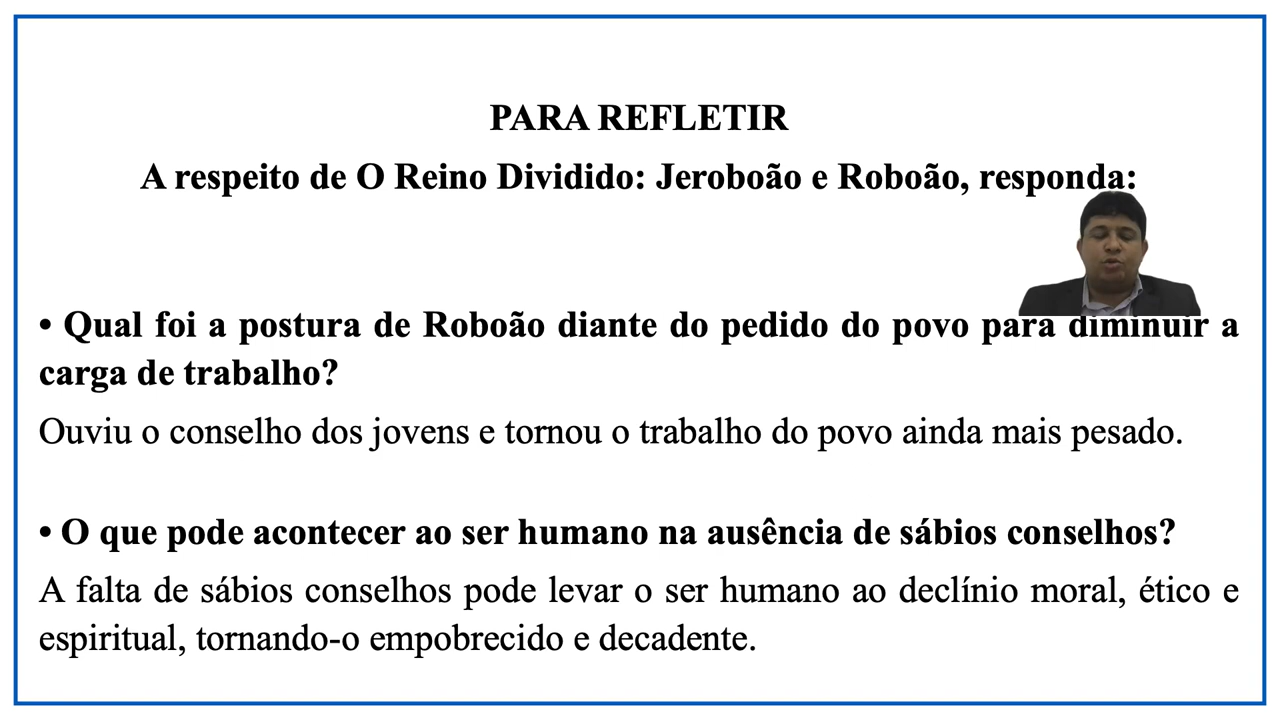 PARA REFLETIR
A respeito de O Reino Dividido: Jeroboão e Roboão, responda:
• Qual foi a postura de Roboão diante do pedido do povo para diminuir a
carga de trabalho?
Ouviu o conselho dos jovens e tornou o trabalho do povo ainda mais pesado.
• O que pode acontecer ao ser humano na ausência de sábios conselhos?
A falta de sábios conselhos pode levar o ser humano ao declínio moral, ético e
espiritual, tornando-o empobrecido e decadente.